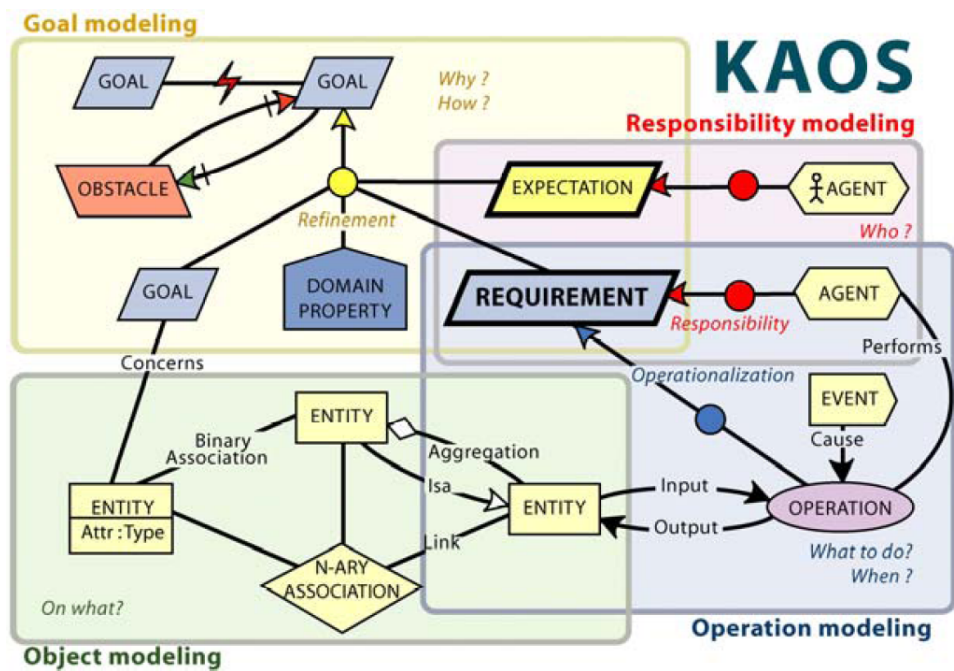 Goal modeling
KAOS
GOAL
GOAL
Why ?
How ?
Responsibility modeling
OBSTACLE
EXPECTATION
AGENT
Refinement
Who ?
GOAL
DOMAIN
PROPERTY
REQUIREMENT
AGENT
Responsibility
Performs
Concerns
Operationalization
EVENT
ENTITY
Cause
Binary
Association
Aggregation
Isa
Input
ENTITY
Attr : Type
ENTITY
OPERATION
Link
Output
N-ARY
ASSOCIATION
What to do?
When ?
On what?
Operation modeling
Object modeling